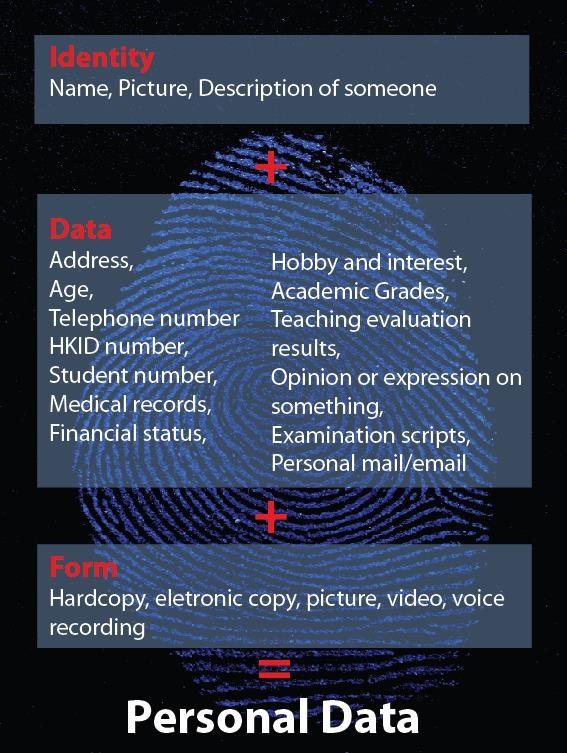 Identity
Name, Picture, Description of someone
+
Data
Address,
Age,
Telephone number
HKID number,
Student number,
Medical records,
Financial status,
Hobby and interest,
Academic Grades,
Teaching evaluation
results,
Opinion or expression on
something,
Examination scripts,
Personal mail/email
+
Form
Hardcopy, eletronic copy, picture, video, voice
recording
=
Personal Data